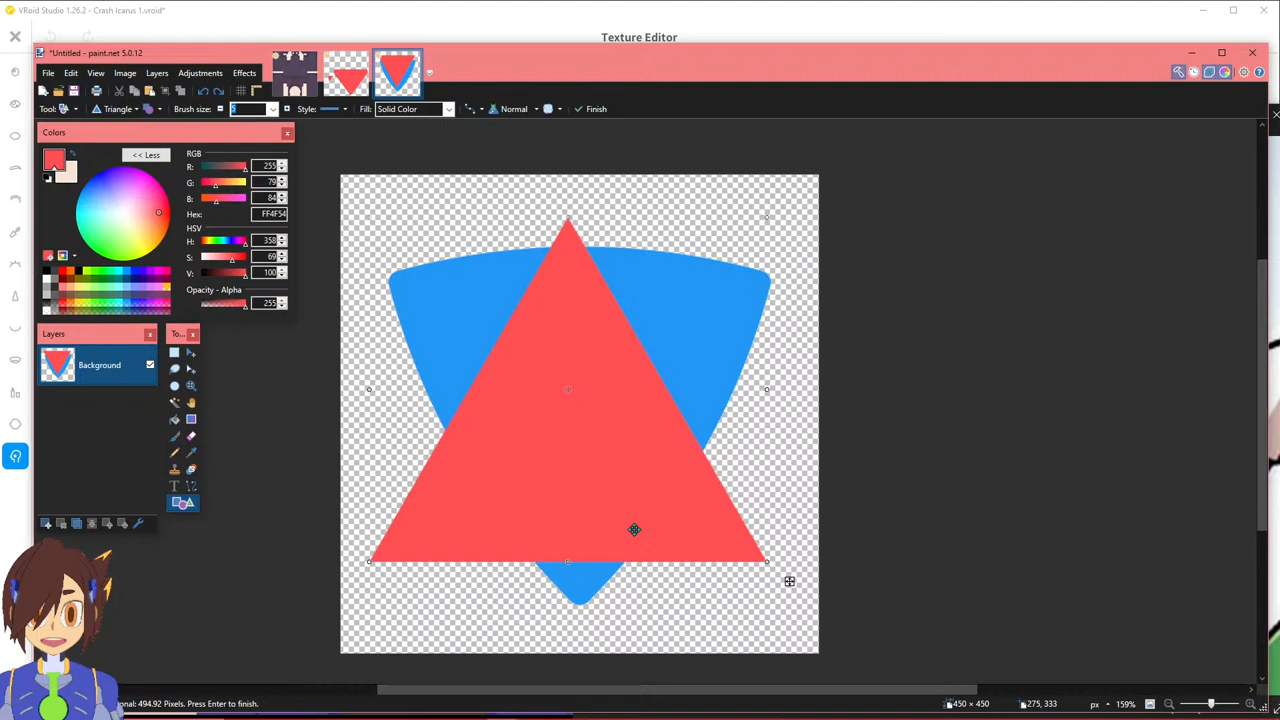 VRoid Studio 1.26.2 - Crash Icarus 1.vroid*
Texture Editor
*Untitled - paint.net 5.0.12
File Edit View Image Layers Adjustments Effects
Tool: Triangle Brush size: 5 Style: Fill: Solid Color Normal Finish
Colors
<< Less
RGB
R: 255
G: 79
B: 84
Hex: FF4F54
HSV
H: 358
S: 69
V: 100
Opacity - Alpha
255
Layers
To...
Background
onal: 494.92 Pixels. Press Enter to finish.
450 × 450
275, 333
px
159%